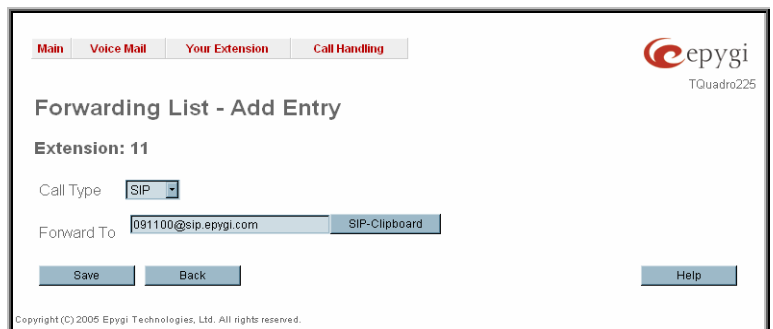 Main Voice Mail Your Extension Call Handling
epygi
TQuadro225
Forwarding List - Add Entry
Extension: 11
Call Type SIP
Forward To 091100@sip.epygi.com SIP-Clipboard
Save Back Help
Copyright (C) 2005 Epygi Technologies, Ltd. All rights reserved.